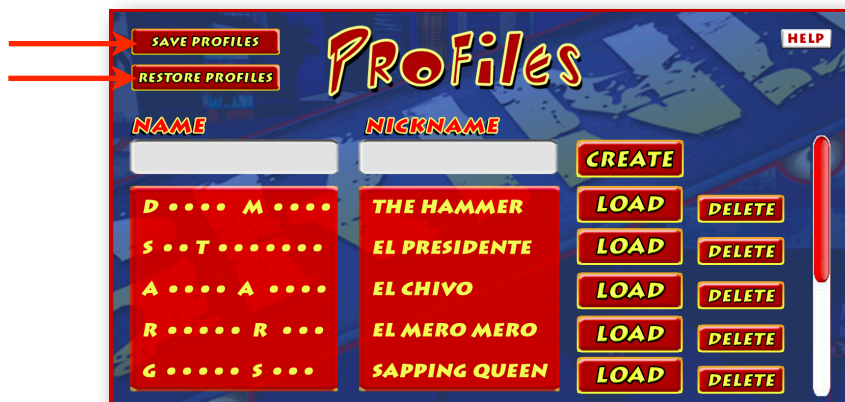 SAVE PROFILES
RESTORE PROFILES
PROFILES
HELP
NAME NICKNAME
CREATE
D •••• M •••• THE HAMMER LOAD DELETE
S •• T ••••••• EL PRESIDENTE LOAD DELETE
A •••• A •••• EL CHIVO LOAD DELETE
R ••••• R ••• EL MERO MERO LOAD DELETE
G ••••• S ••• SAPPING QUEEN LOAD DELETE